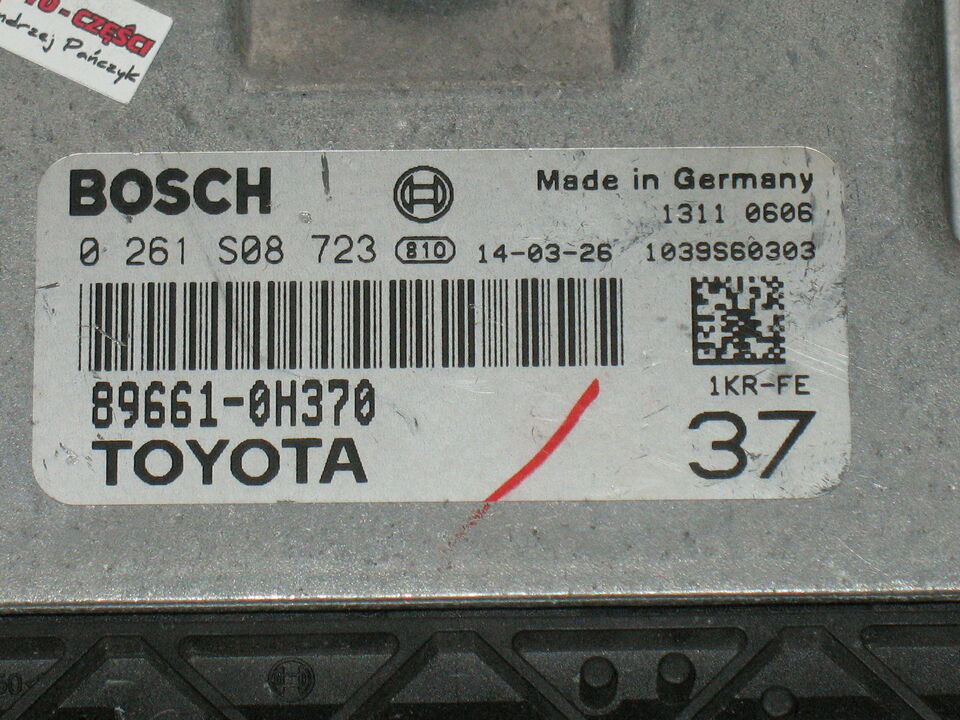 - CZĘŚCI
ndrzej Pańczyk
BOSCH
Made in Germany
1311 0606
0 261 S08 723 810 14-03-26 1039S60303
89661-0H370
1KR-FE
TOYOTA
37